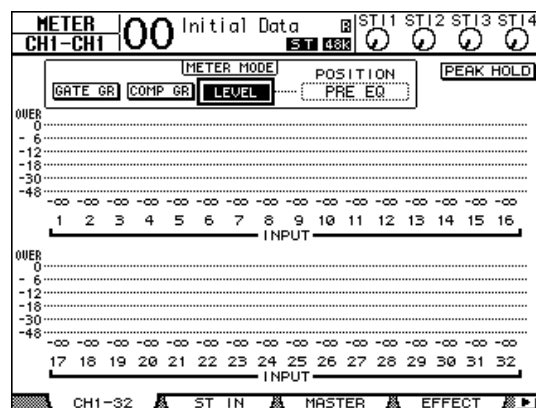 METER
CH1-CH1
00
Initial Data
R
ST 48K
STI1 STI2 STI3 STI4
METER MODE
GATE GR COMP GR LEVEL
POSITION
PRE EQ
PEAK HOLD
OVER
0
- 6
-12
-18
-30
-48
-∞ -∞ -∞ -∞ -∞ -∞ -∞ -∞ -∞ -∞ -∞ -∞ -∞ -∞ -∞ -∞
1 2 3 4 5 6 7 8 9 10 11 12 13 14 15 16
INPUT
OVER
0
- 6
-12
-18
-30
-48
-∞ -∞ -∞ -∞ -∞ -∞ -∞ -∞ -∞ -∞ -∞ -∞ -∞ -∞ -∞ -∞
17 18 19 20 21 22 23 24 25 26 27 28 29 30 31 32
INPUT
CH1-32 ST IN MASTER EFFECT